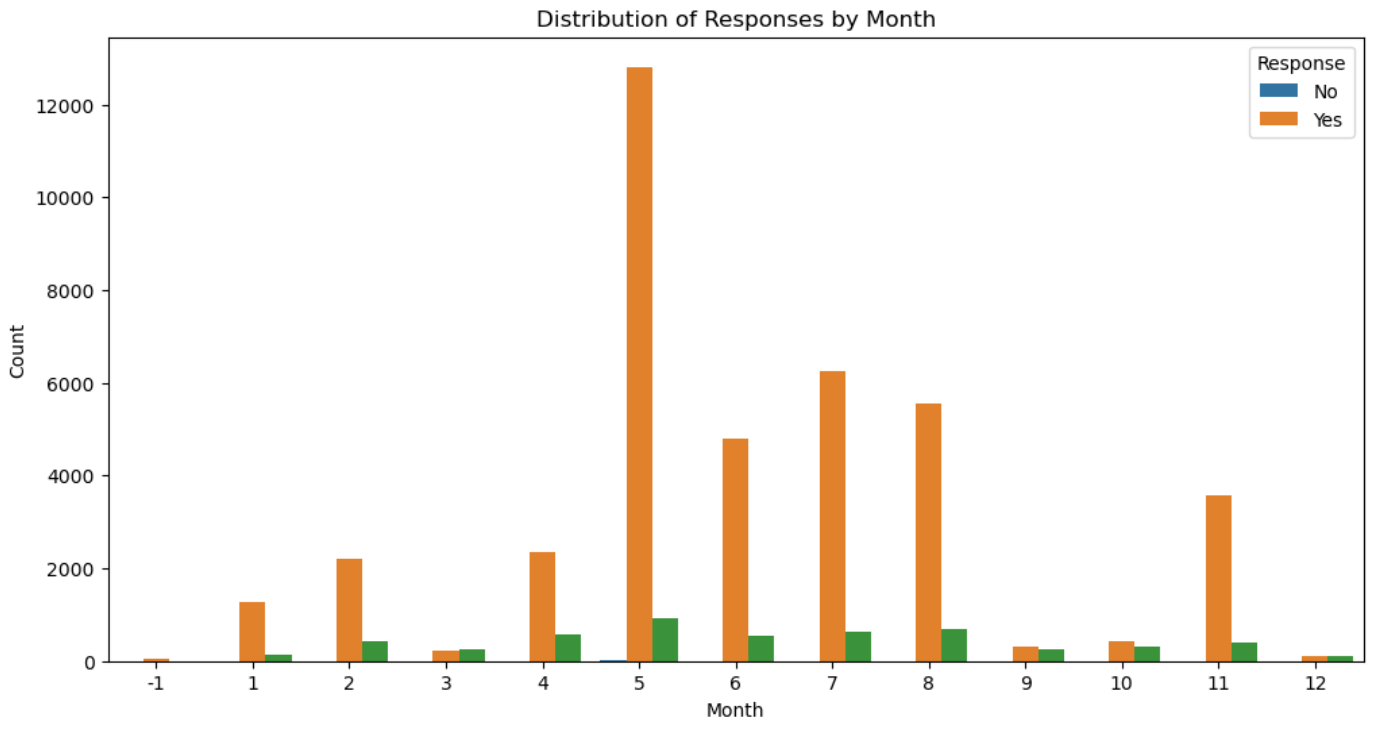 Distribution of Responses by Month
Response
No
Yes
12000
10000
8000
6000
4000
2000
0
Count
-1 1 2 3 4 5 6 7 8 9 10 11 12
Month